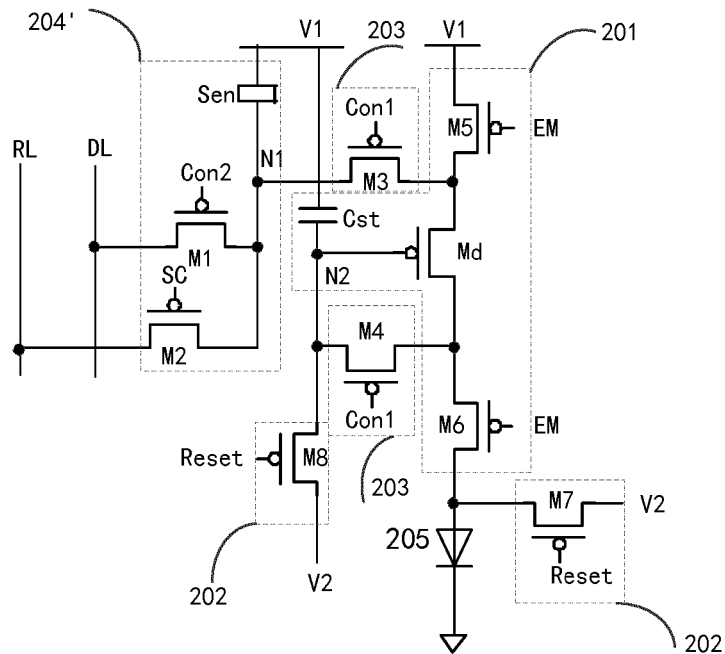 204'
V1
203
V1
201
Sen
Con1
M5
EM
RL
DL
N1
M3
Con2
Cst
Md
M1
N2
SC
M4
M2
Con1
M6
EM
Reset
M8
203
M7
V2
205
202
V2
Reset
202